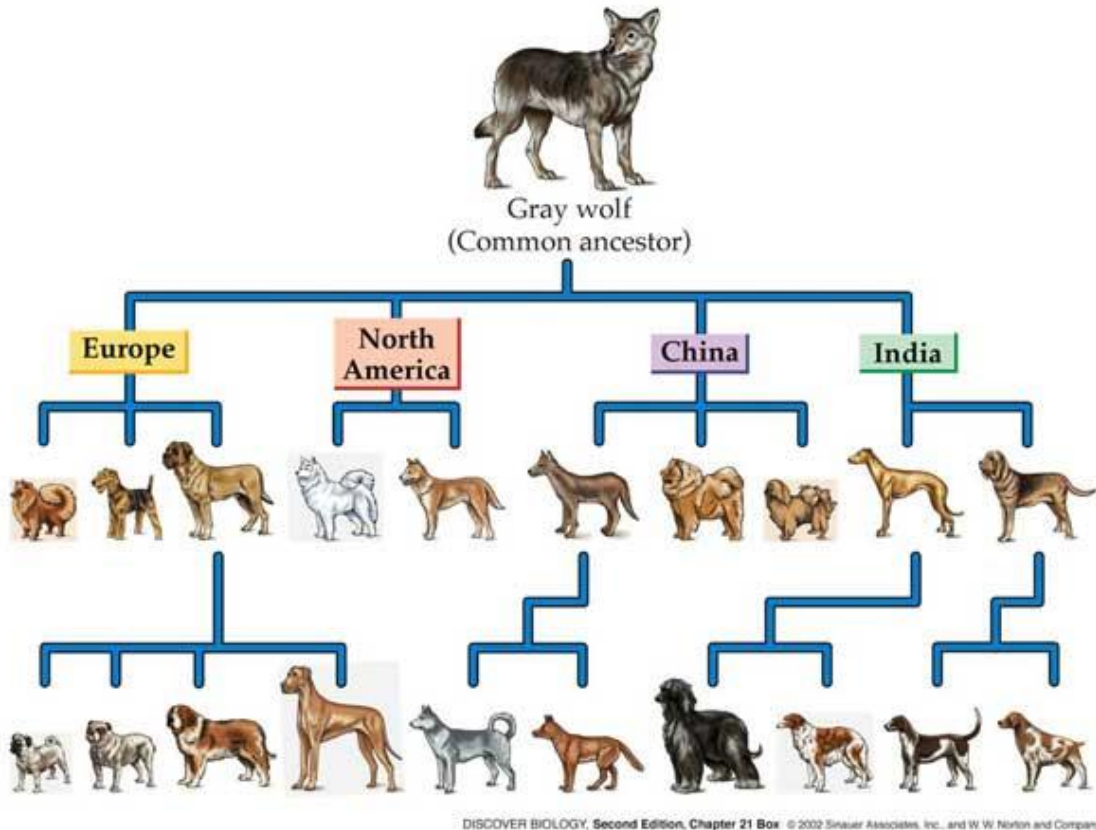 Gray wolf
(Common ancestor)
Europe
North
America
China
India
DISCOVER BIOLOGY, Second Edition, Chapter 21 Box © 2002 Sinauer Associates, Inc., and W. W. Norton and Company